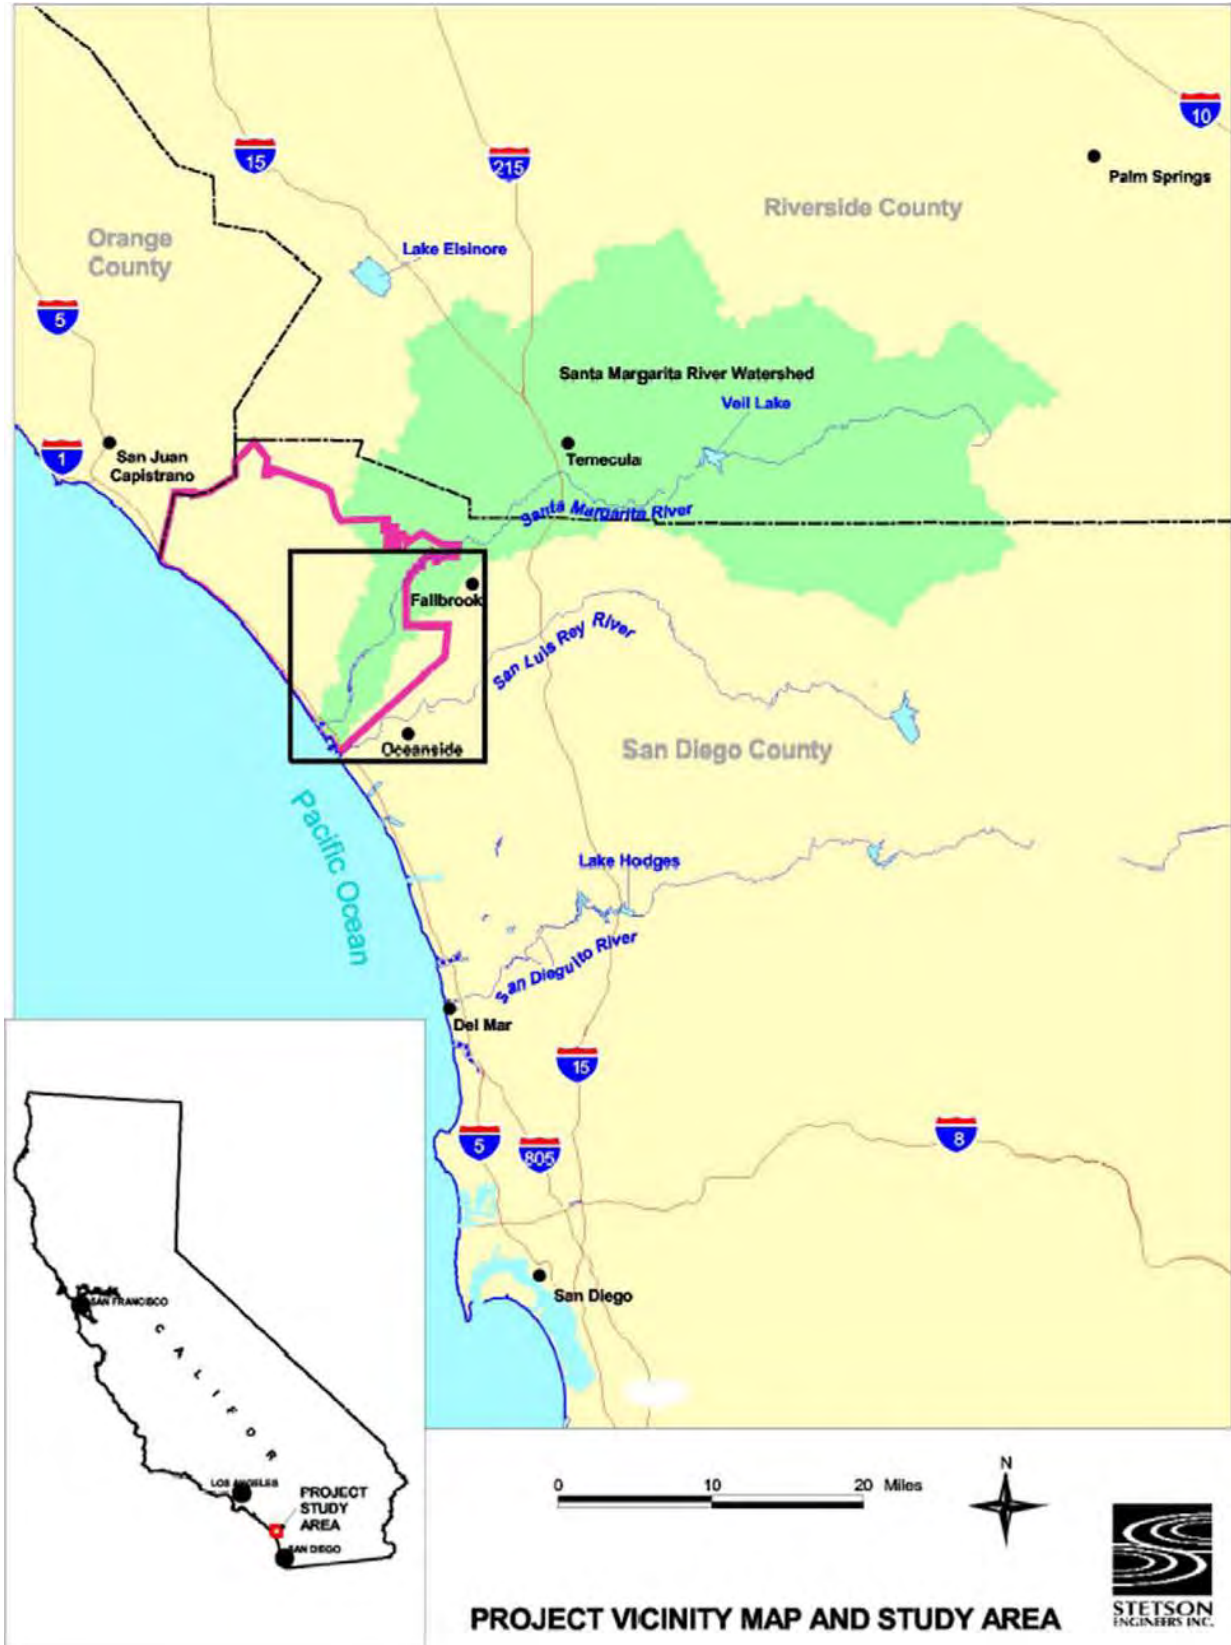 10
15
215
Palm Springs
Riverside County
Orange
County
Lake Elsinore
5
Santa Margarita River Watershed
Veil Lake
1
San Juan
Capistrano
Temecula
Santa Margarita River
Fallbrook
San Luis Rey River
Oceanside
San Diego County
Pacific Ocean
Lake Hodges
San Dieguito River
Del Mar
15
5
805
8
San Diego
SAN FRANCISCO
CALIFOR
LOS ANGELES
PROJECT
STUDY
AREA
SAN DIEGO
0 10 20 Miles
N
PROJECT VICINITY MAP AND STUDY AREA
STETSON
ENGINEERS INC.